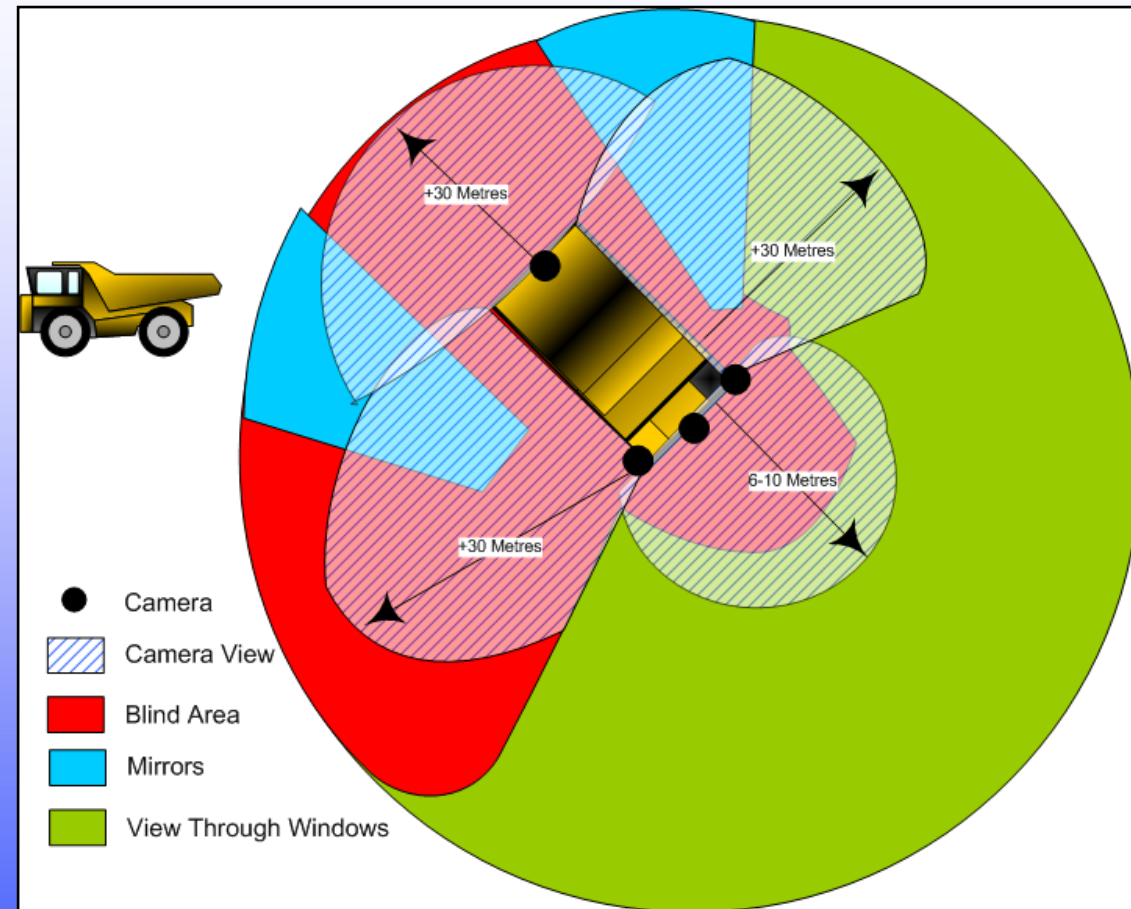 +30 Metres
+30 Metres
6-10 Metres
+30 Metres
Camera
Camera View
Blind Area
Mirrors
View Through Windows